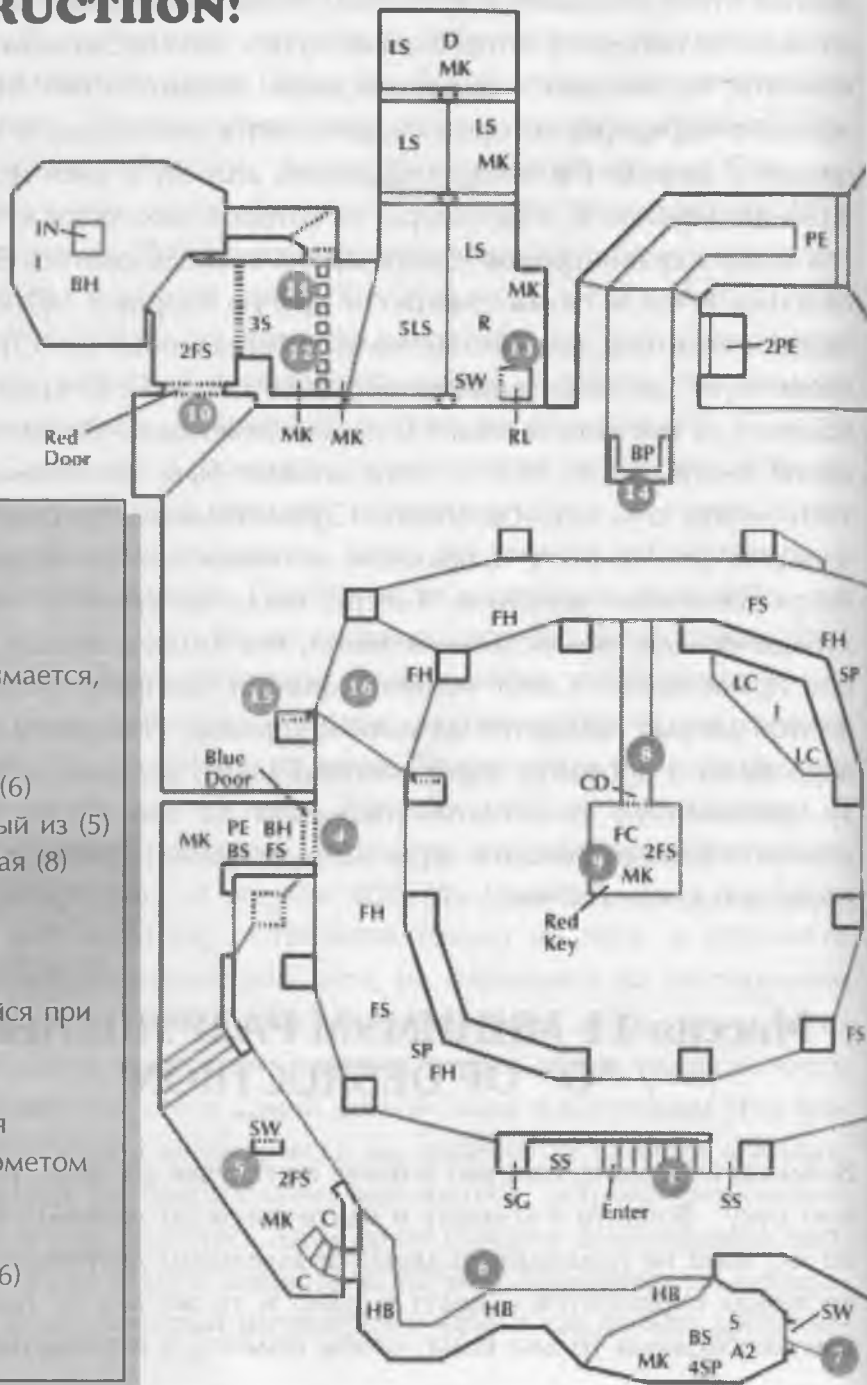 RUCTION!
LS D
MK
LS LS
MK
IN
I
BH
LS
MK
PE
2FS 3S 11
12
5LS R
13
2PE
SW
Red
Door
10
MK MK
RL
BP
14
FH FS
FH
FH SP
LC
I
LC
15 16
Blue
Door
8
CD
MK PE BH
BS FS
4
FC
2FS
9
MK
Red
Key
FH
FS
SP
FH
FS
SW
5
2FS
MK C
C
SS 1
SG Enter SS
6
HB HB HB
S
BS A2
MK 4SP
SW
7
имается,
(6)
ый из (5)
ая (8)
йся при
я
ометом
6)